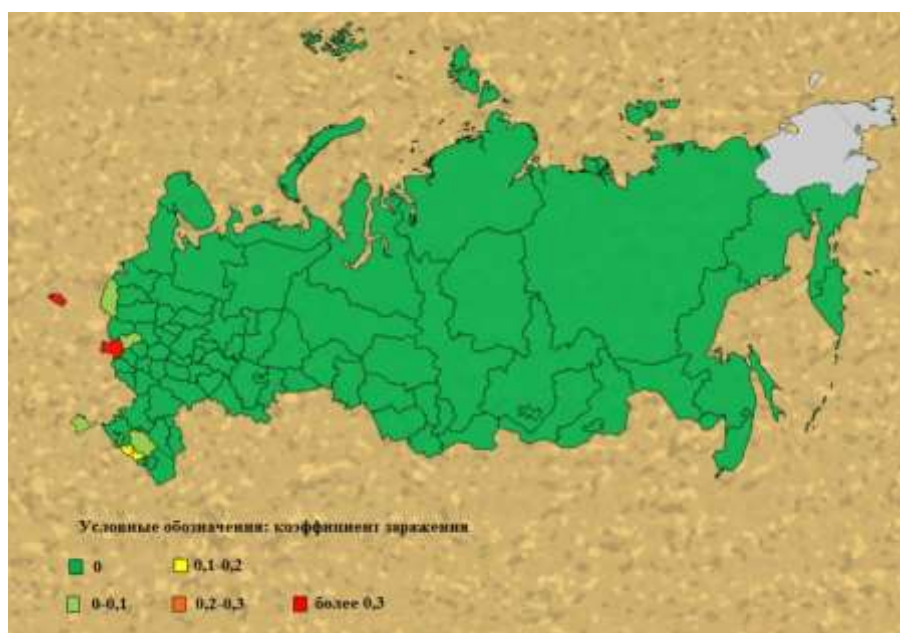 Условные обозначения: коэффициент заражения
0
0,1-0,2
0-0,1
0,2-0,3
более 0,3